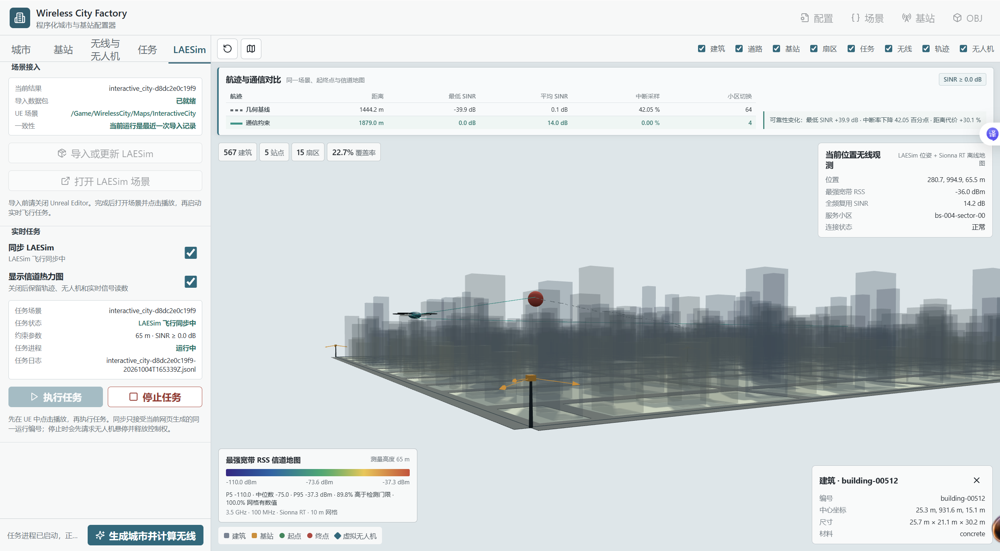 Wireless City Factory
程序化城市与基站配置器
配置
场景
基站
OBJ
城市
基站
无线与
无人机
任务
LAESim
建筑
道路
基站
扇区
任务
无线
轨迹
无人机
场景接入
当前结果 interactive_city-d8dc2e0c19f9
导入数据包 已就绪
UE 场景 /Game/WirelessCity/Maps/InteractiveCity
一致性 当前运行是最近一次导入记录
导入或更新 LAESim
打开 LAESim 场景
导入前请关闭 Unreal Editor。完成后打开场景并点击播放，再启动
实时飞行任务。
实时任务
同步 LAESim
LAESim 飞行同步中
显示信道热力图
关闭后保留轨迹、无人机和实时信号读数
任务场景 interactive_city-d8dc2e0c19f9
任务状态 LAESim 飞行同步中
约束参数 65 m · SINR ≥ 0.0 dB
任务进程 运行中
任务日志 interactive_city-d8dc2e0c19f9-
20261004T165339Z.jsonl
执行任务
停止任务
先在 UE 中点击播放，再执行任务。同步只接受当前网页生成的同
一运行编号；停止时会先请求无人机悬停并释放控制权。
任务进程已启动，正...
生成城市并计算无线
航迹与通信对比 同一场景、起终点与信道地图
SINR ≥ 0.0 dB
航迹 距离 最低 SINR 平均 SINR 中断采样 小区切换
几何基线 1444.2 m -39.9 dB 0.1 dB 42.05 % 64
通信约束 1879.0 m 0.0 dB 14.0 dB 0.00 % 4
可靠性变化：最低 SINR +39.9 dB · 中断率下降 42.05 百分点 · 距离代价 +30.1 %
译
567 建筑
5 站点
15 扇区
22.7% 覆盖率
当前位置无线观
测
LAESim 位姿 + Sionna RT 离线地
图
位置 280.7, 994.9, 65.5 m
最强宽带 RSS -36.0 dBm
全频复用 SINR 14.2 dB
服务小区 bs-004-sector-00
连接状态 正常
最强宽带 RSS 信道地图 测量高度 65 m
-110.0 dBm -73.6 dBm -37.3 dBm
P5 -110.0 · 中位数 -75.0 · P95 -37.3 dBm · 89.8% 高于检测门限 ·
100.0% 网格有数值
3.5 GHz · 100 MHz · Sionna RT · 10 m 网格
建筑 基站 起点 终点 虚拟无人机
建筑 · building-00512
编号 building-00512
中心坐标 25.3 m, 931.6 m, 15.1 m
尺寸 25.7 m × 21.1 m × 30.2 m
材料 concrete